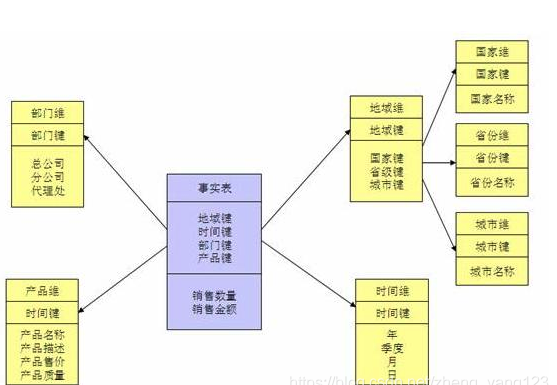 部门维
部门键
总公司
分公司
代理处
产品维
时间键
产品名称
产品描述
产品售价
产品质量
事实表
地域键
时间键
部门键
产品键
销售数量
销售金额
地域维
地域键
国家键
省级键
城市键
国家维
国家键
国家名称
省份维
省份键
省份名称
城市维
城市键
城市名称
时间维
时间键
年
季度
月
日